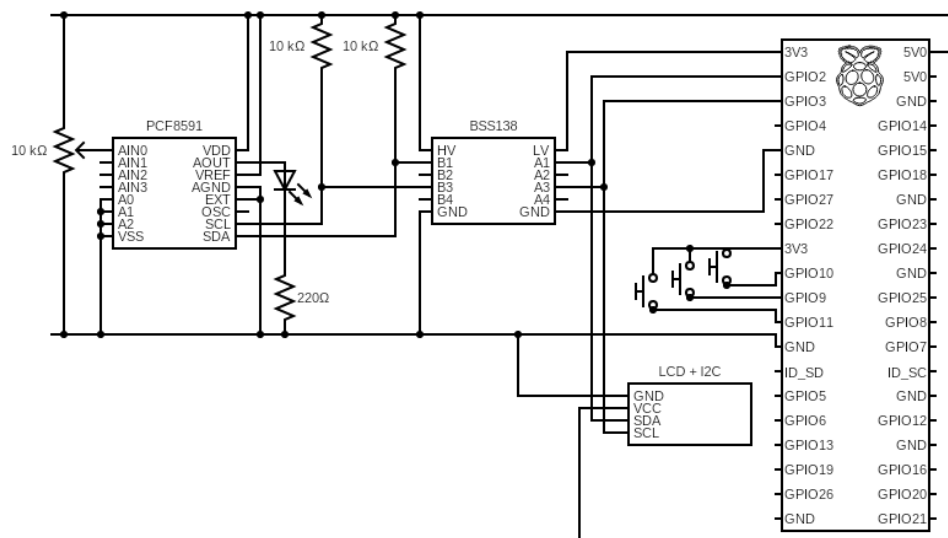 10 kΩ
10 kΩ
10 kΩ
PCF8591
AIN0
AIN1
AIN2
AIN3
A0
A1
A2
VSS
VDD
AOUT
VREF
AGND
EXT
OSC
SCL
SDA
220Ω
BSS138
HV
B1
B2
B3
B4
GND
LV
A1
A2
A3
A4
GND
LCD + I2C
GND
VCC
SDA
SCL
3V3
GPIO2
GPIO3
GPIO4
GND
GPIO17
GPIO27
GPIO22
3V3
GPIO10
GPIO9
GPIO11
GND
ID_SD
GPIO5
GPIO6
GPIO13
GPIO19
GPIO26
GND
5V0
5V0
GND
GPIO14
GPIO15
GPIO18
GND
GPIO23
GPIO24
GND
GPIO25
GPIO8
GPIO7
ID_SC
GND
GPIO12
GND
GPIO16
GPIO20
GPIO21